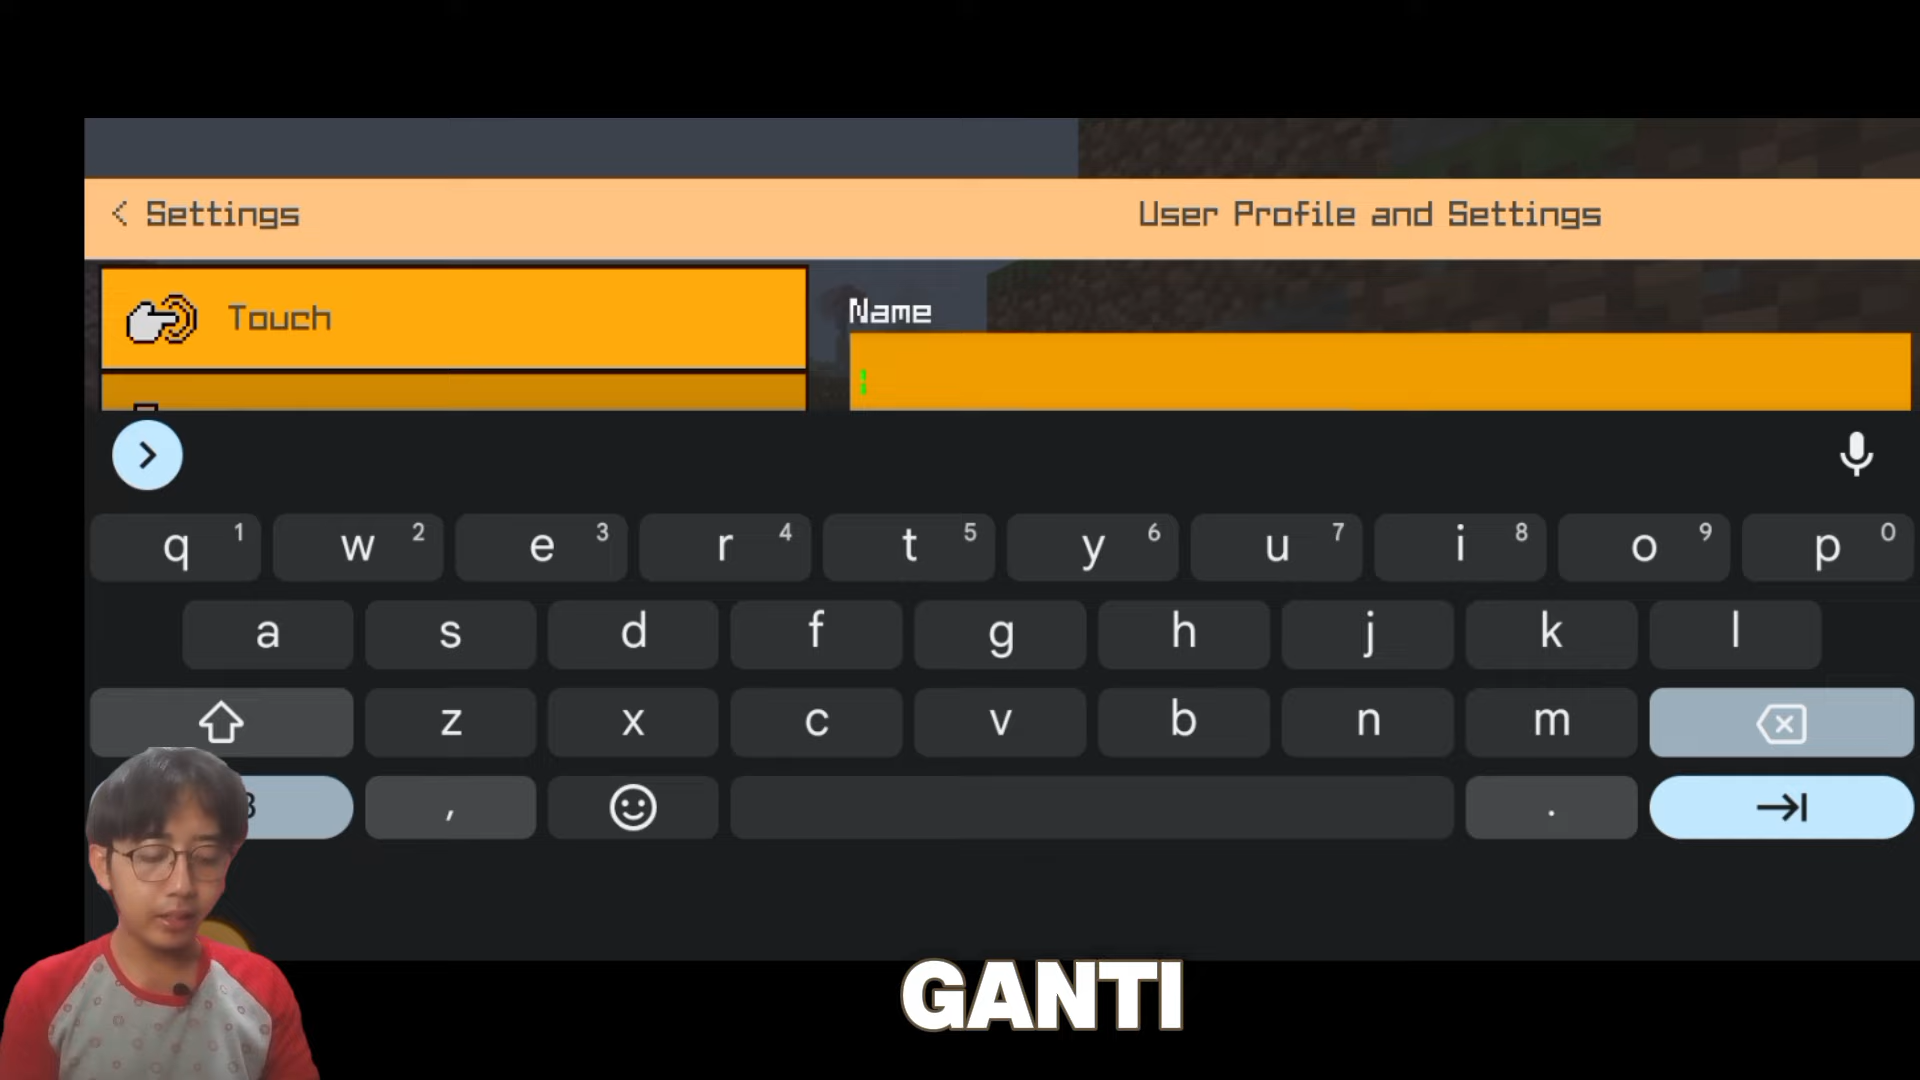 < Settings
User Profile and Settings
Touch
Name
q 1 w 2 e 3 r 4 t 5 y 6 u 7 i 8 o 9 p 0
a s d f g h j k l
z x c v b n m
, .
GANTI